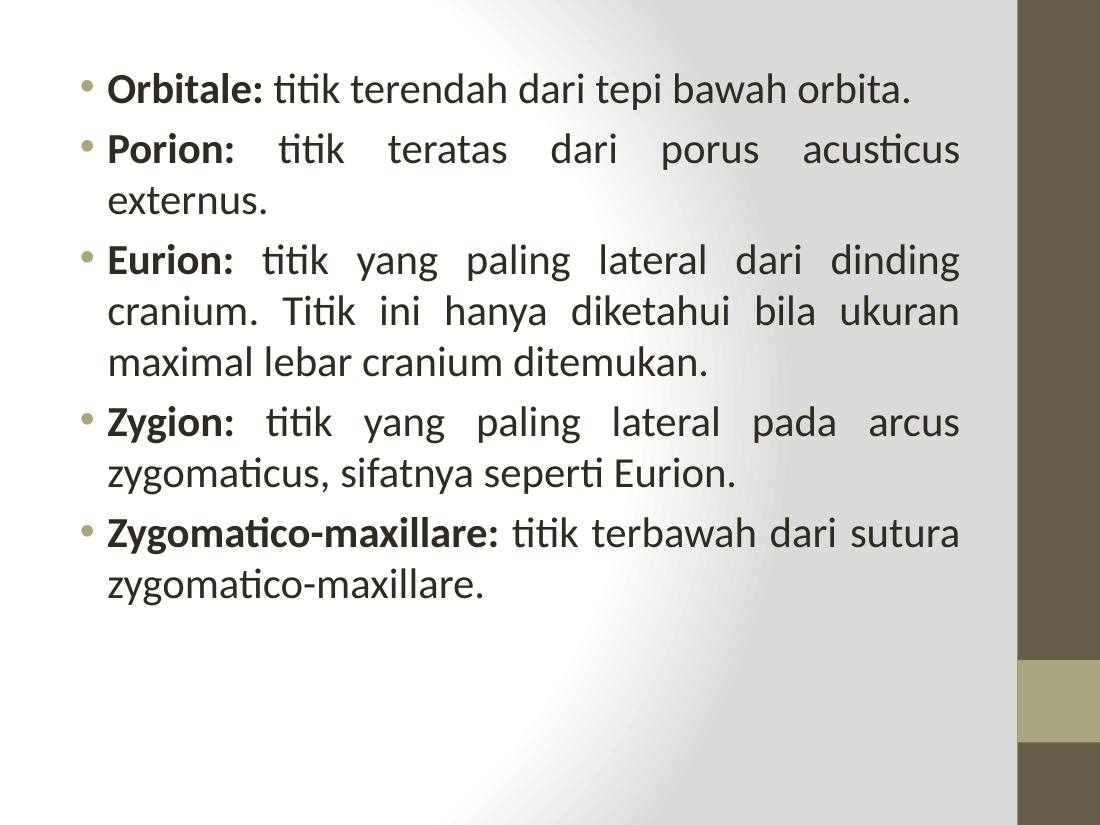 • Orbitale: titik terendah dari tepi bawah orbita.
• Porion: titik teratas dari porus acusticus
externus.
• Eurion: titik yang paling lateral dari dinding
cranium. Titik ini hanya diketahui bila ukuran
maximal lebar cranium ditemukan.
• Zygion: titik yang paling lateral pada arcus
zygomaticus, sifatnya seperti Eurion.
• Zygomatico-maxillare: titik terbawah dari sutura
zygomatico-maxillare.